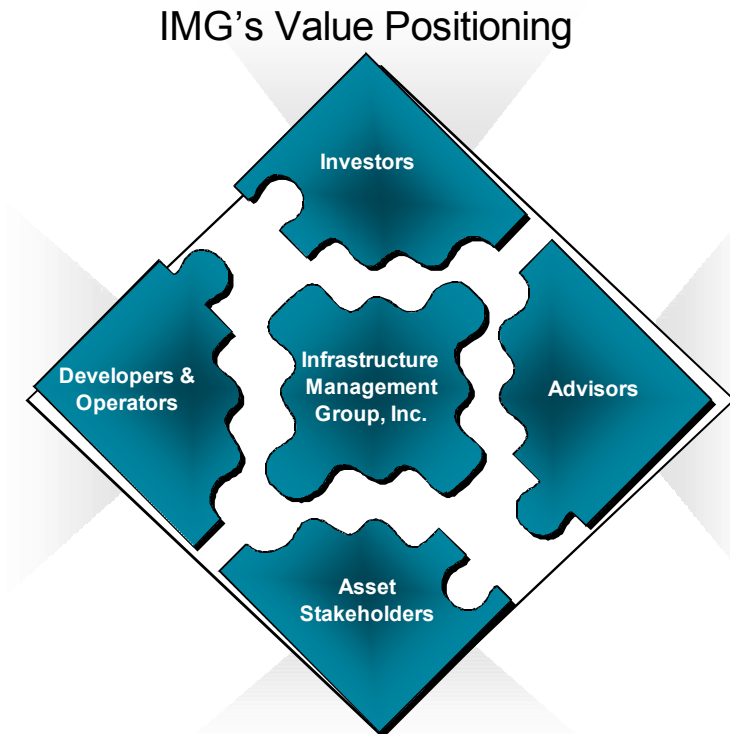 IMG’s Value Positioning
Investors
Developers &
Operators
Infrastructure
Management
Group, Inc.
Advisors
Asset
Stakeholders